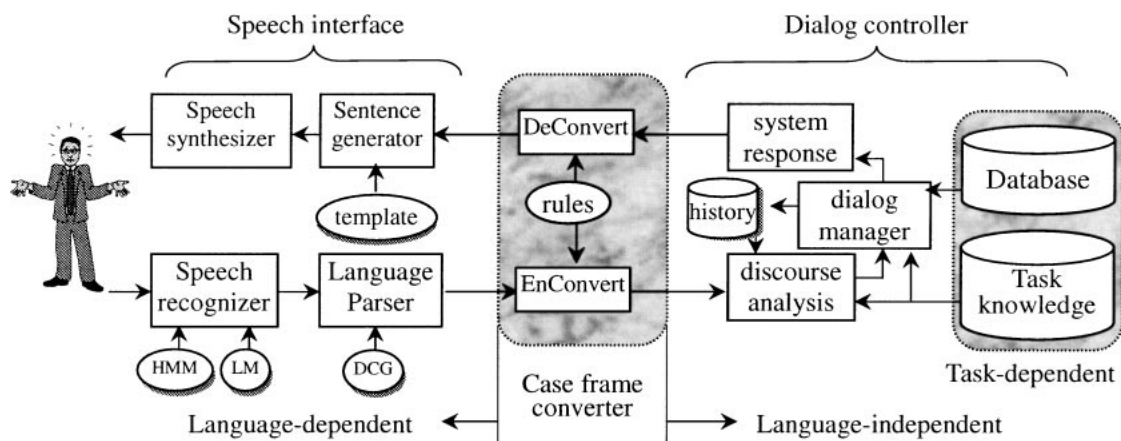 Speech interface
Dialog controller
Speech
synthesizer
Sentence
generator
DeConvert
system
response
Database
template
rules
history
dialog
manager
Speech
recognizer
Language
Parser
EnConvert
discourse
analysis
Task
knowledge
HMM
LM
DCG
Case frame
converter
Task-dependent
Language-dependent
Language-independent